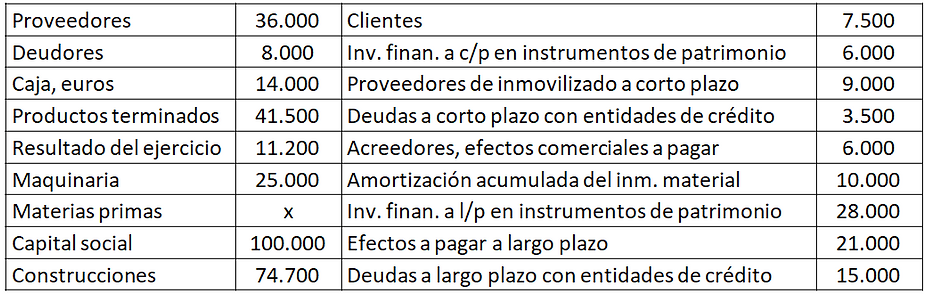 Proveedores 36.000 Clientes 7.500
Deudores 8.000 Inv. finan. a c/p en instrumentos de patrimonio 6.000
Caja, euros 14.000 Proveedores de inmovilizado a corto plazo 9.000
Productos terminados 41.500 Deudas a corto plazo con entidades de crédito 3.500
Resultado del ejercicio 11.200 Acreedores, efectos comerciales a pagar 6.000
Maquinaria 25.000 Amortización acumulada del inm. material 10.000
Materias primas x Inv. finan. a l/p en instrumentos de patrimonio 28.000
Capital social 100.000 Efectos a pagar a largo plazo 21.000
Construcciones 74.700 Deudas a largo plazo con entidades de crédito 15.000